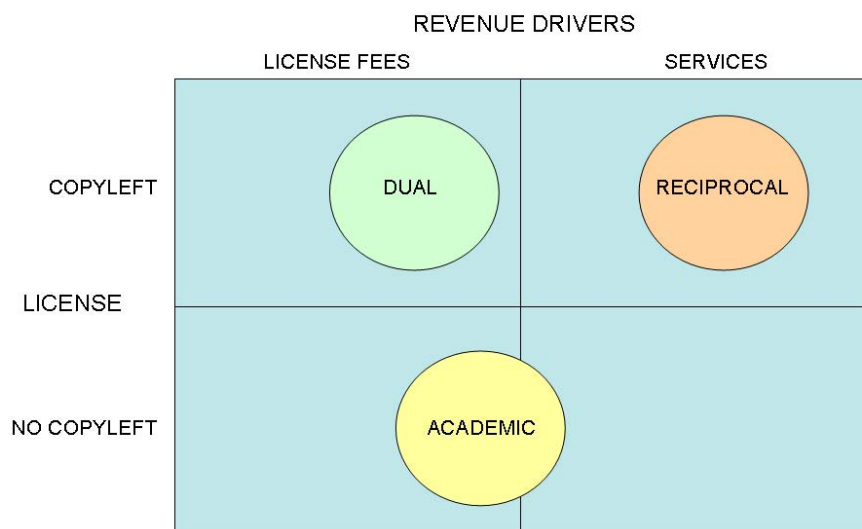 REVENUE DRIVERS
LICENSE FEES
SERVICES
COPYLEFT
DUAL
RECIPROCAL
LICENSE
NO COPYLEFT
ACADEMIC